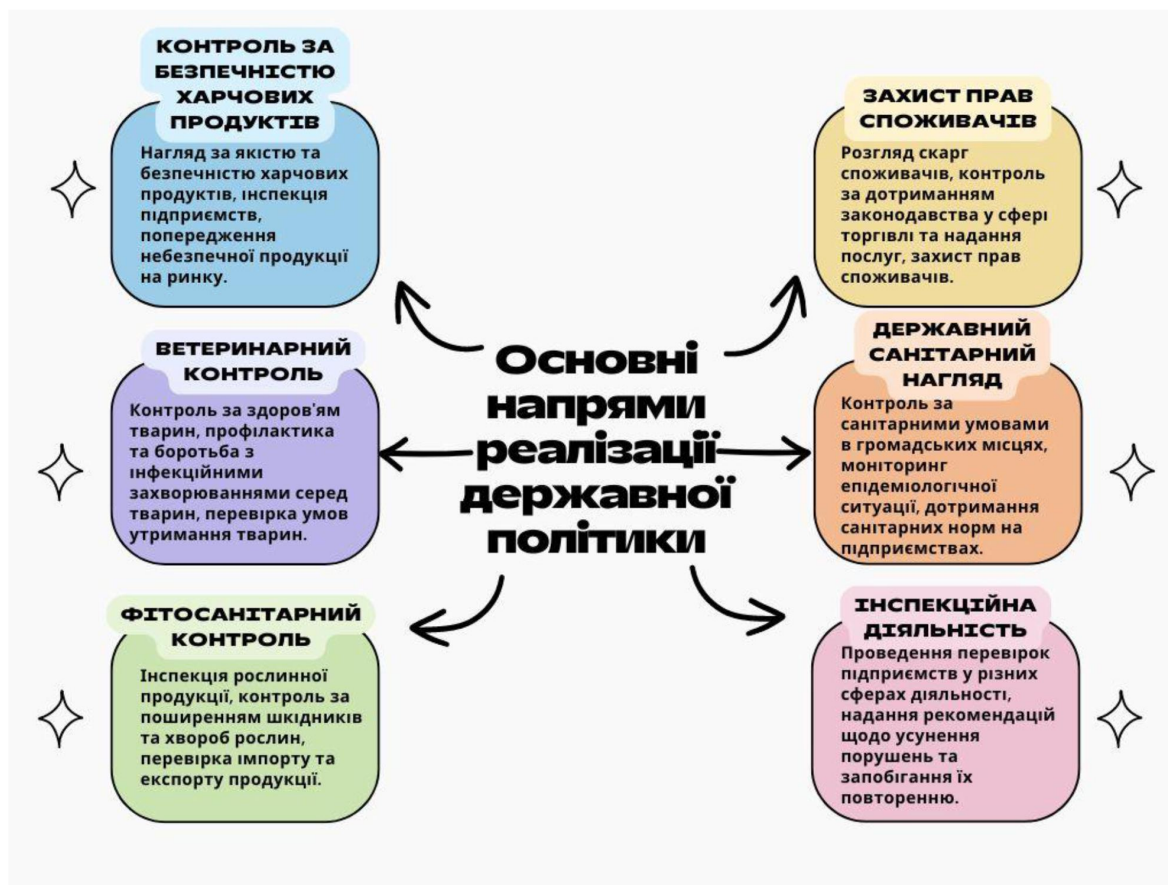 КОНТРОЛЬ ЗА
БЕЗПЕЧНІСТЮ
ХАРЧОВИХ
ПРОДУКТІВ
Нагляд за якістю та
безпечністю харчових
продуктів, інспекція
підприємств,
попередження
небезпечної продукції
на ринку.
ВЕТЕРИНАРНИЙ
КОНТРОЛЬ
Контроль за здоров'ям
тварин, профілактика
та боротьба з
інфекційними
захворюваннями серед
тварин, перевірка умов
утримання тварин.
ФІТОСАНІТАРНИЙ
КОНТРОЛЬ
Інспекція рослинної
продукції, контроль за
поширенням шкідників
та хвороб рослин,
перевірка імпорту та
експорту продукції.
Основні
напрями
реалізації
державної
політики
ЗАХИСТ ПРАВ
СПОЖИВАЧІВ
Розгляд скарг
споживачів, контроль
за дотриманням
законодавства у сфері
торгівлі та надання
послуг, захист прав
споживачів.
ДЕРЖАВНИЙ
САНІТАРНИЙ
НАГЛЯД
Контроль за
санітарними умовами
в громадських місцях,
моніторинг
епідеміологічної
ситуації, дотримання
санітарних норм на
підприємствах.
ІНСПЕКЦІЙНА
ДІЯЛЬНІСТЬ
Проведення перевірок
підприємств у різних
сферах діяльності,
надання рекомендацій
щодо усунення
порушень та
запобігання їх
повторенню.